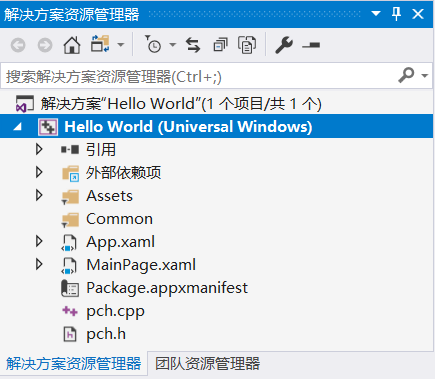 解决方案资源管理器
搜索解决方案资源管理器(Ctrl+;)
解决方案"Hello World"(1 个项目/共 1 个)
Hello World (Universal Windows)
引用
外部依赖项
Assets
Common
App.xaml
MainPage.xaml
Package.appxmanifest
pch.cpp
pch.h
解决方案资源管理器 团队资源管理器